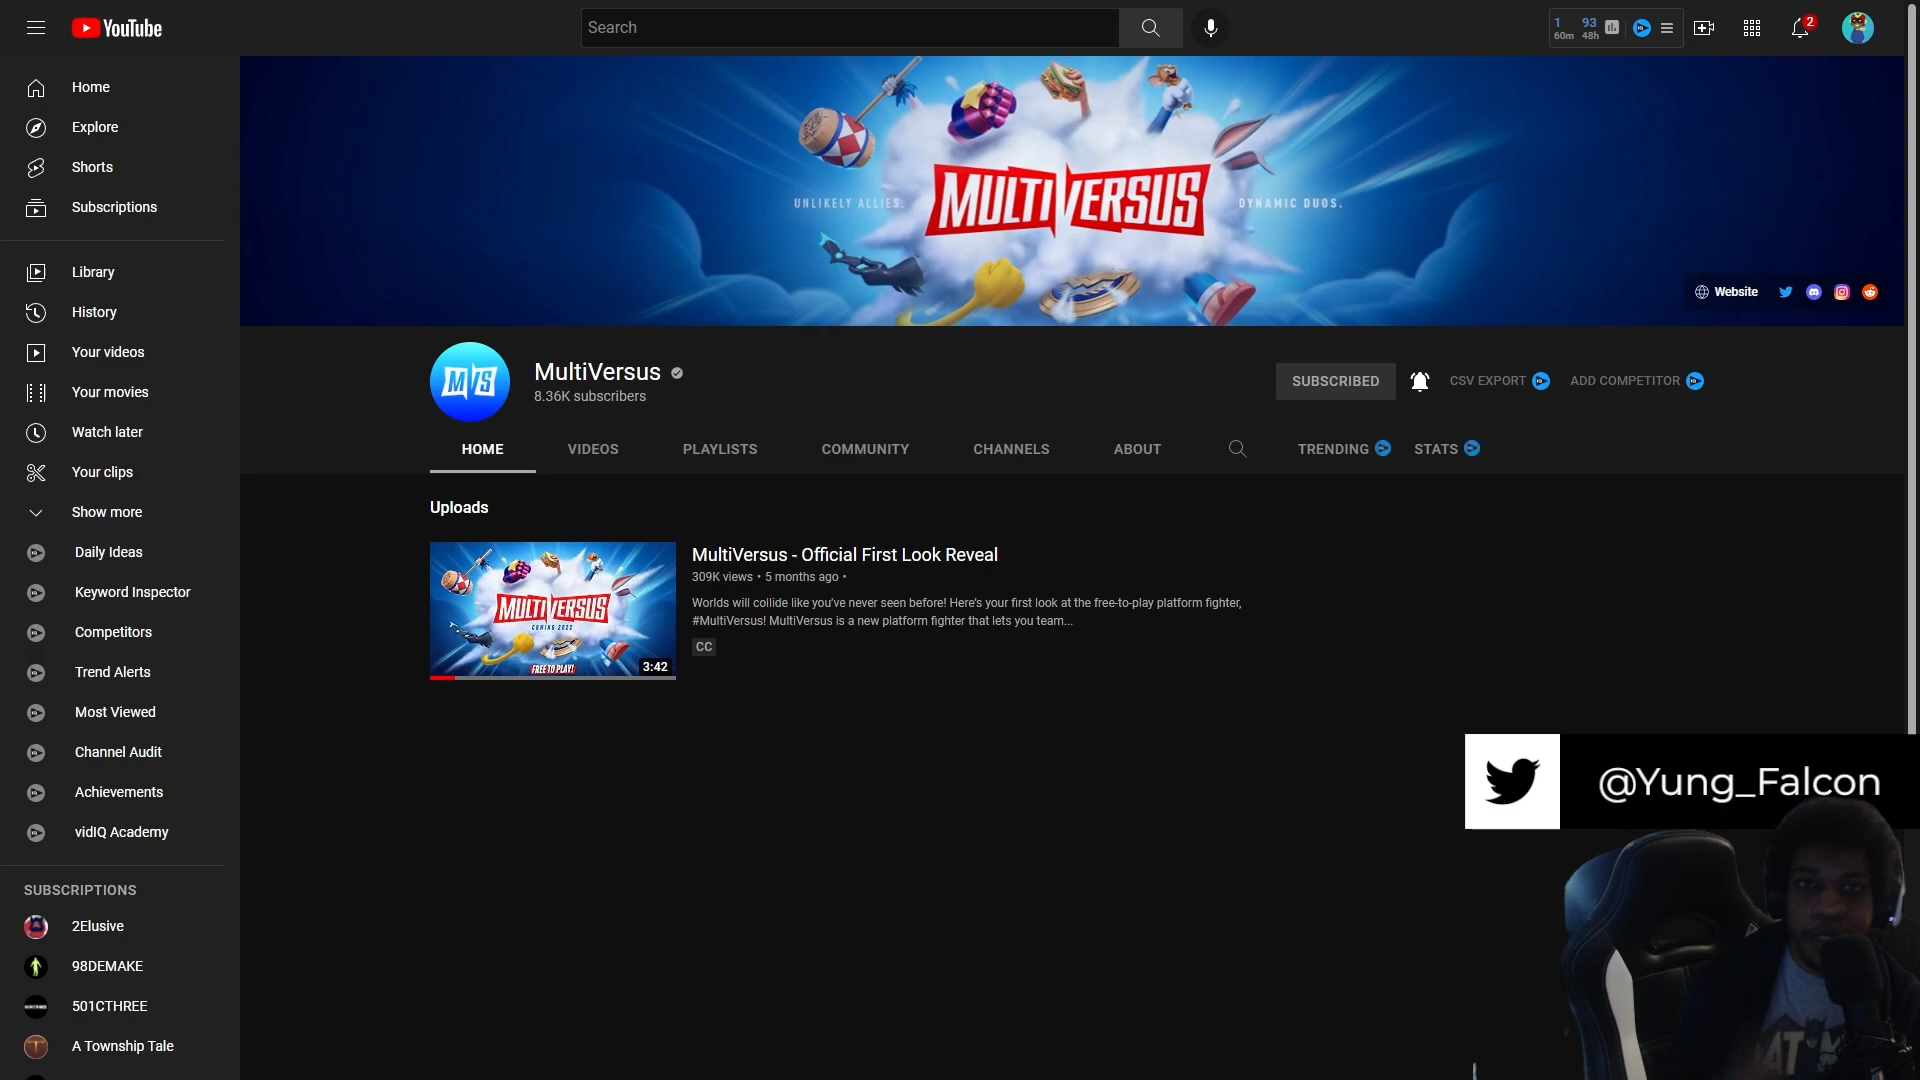 YouTube
Search
1 93
60m 48h
2
Home
Explore
Shorts
Subscriptions
Library
History
Your videos
Your movies
Watch later
Your clips
Show more
Daily Ideas
Keyword Inspector
Competitors
Trend Alerts
Most Viewed
Channel Audit
Achievements
vidIQ Academy
SUBSCRIPTIONS
2Elusive
98DEMAKE
501CTHREE
A Township Tale
UNLIKELY ALLIES.
MULTIVERSUS
DYNAMIC DUOS.
Website
MVS
MultiVersus
8.36K subscribers
SUBSCRIBED
CSV EXPORT
ADD COMPETITOR
HOME
VIDEOS
PLAYLISTS
COMMUNITY
CHANNELS
ABOUT
TRENDING
STATS
Uploads
MULTIVERSUS
COMING 2022
FREE TO PLAY!
3:42
MultiVersus - Official First Look Reveal
309K views • 5 months ago •
Worlds will collide like you've never seen before! Here's your first look at the free-to-play platform fighter,
#MultiVersus! MultiVersus is a new platform fighter that lets you team...
CC
@Yung_Falcon